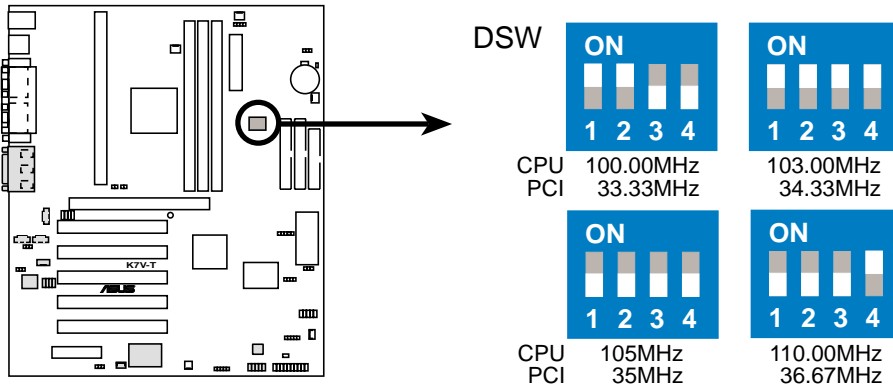 DSW
ON ON
1 2 3 4 1 2 3 4
CPU 100.00MHz 103.00MHz
PCI 33.33MHz 34.33MHz
ON ON
1 2 3 4 1 2 3 4
CPU 105MHz 110.00MHz
PCI 35MHz 36.67MHz
K7V-T
ASUS